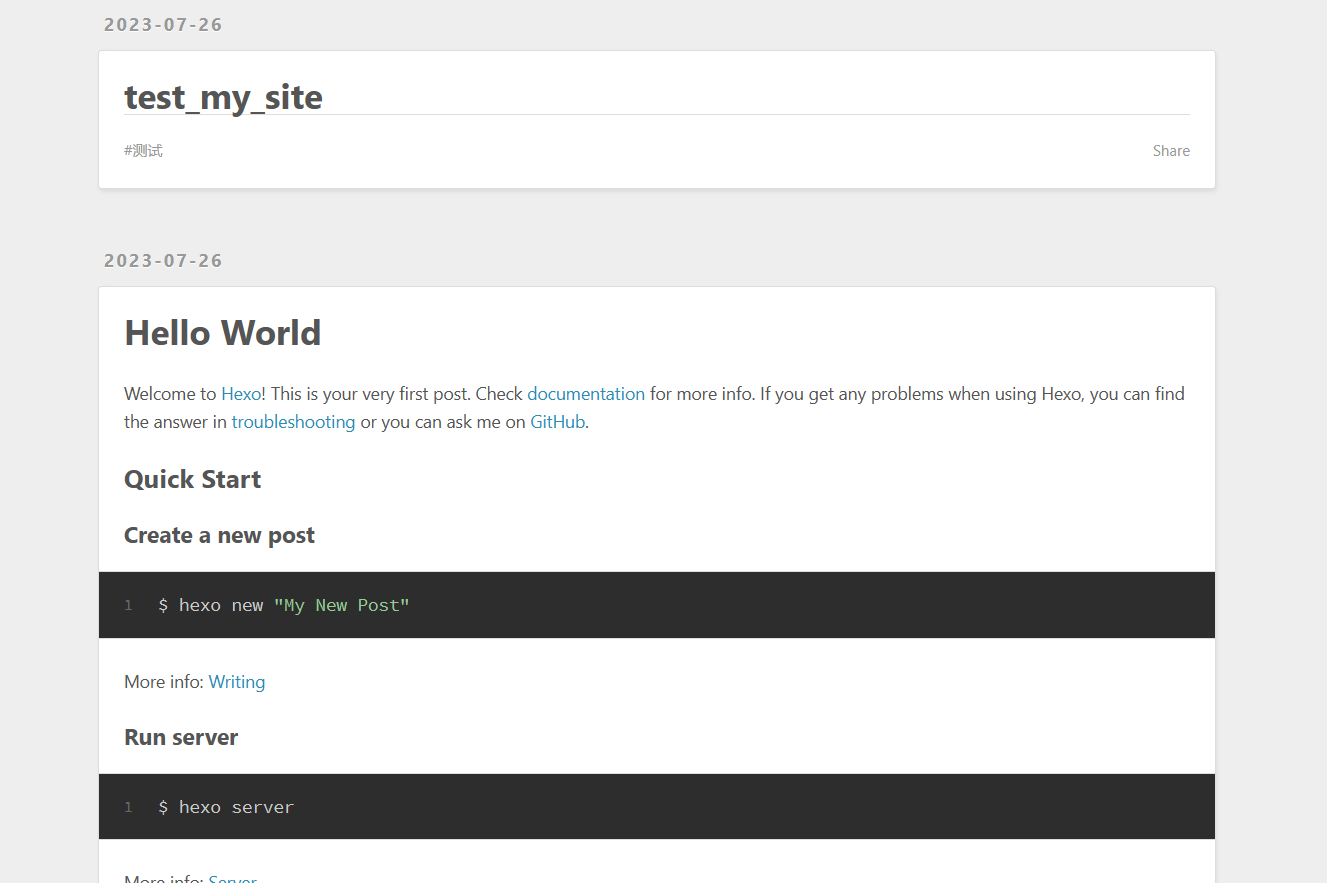 2023-07-26
test_my_site
#测试
Share
2023-07-26
Hello World
Welcome to Hexo! This is your very first post. Check documentation for more info. If you get any problems when using Hexo, you can find
the answer in troubleshooting or you can ask me on GitHub.
Quick Start
Create a new post
1 $ hexo new "My New Post"
More info: Writing
Run server
1 $ hexo server
More info: Server